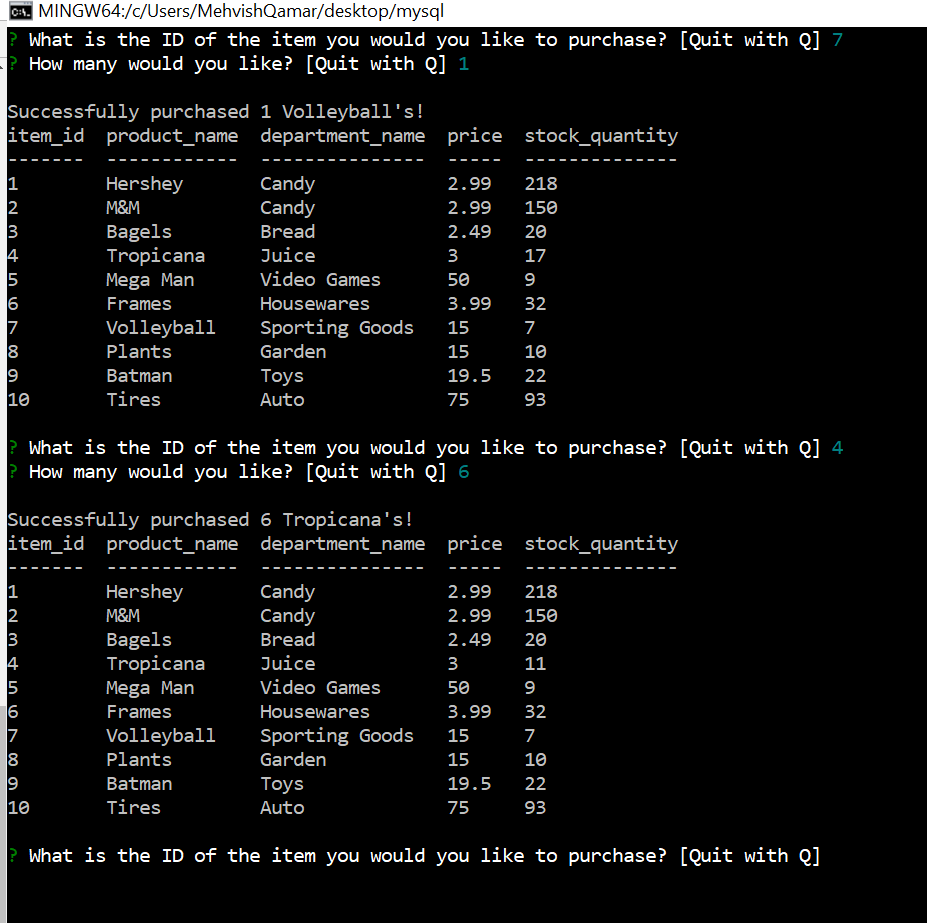 MINGW64:/c/Users/MehvishQamar/desktop/mysql
? What is the ID of the item you would you like to purchase? [Quit with Q] 7
? How many would you like? [Quit with Q] 1
Successfully purchased 1 Volleyball's!
item_id  product_name  department_name  price  stock_quantity
-------  ------------  ---------------  -----  --------------
1        Hershey       Candy            2.99   218
2        M&M           Candy            2.99   150
3        Bagels        Bread            2.49   20
4        Tropicana     Juice            3      17
5        Mega Man      Video Games      50     9
6        Frames        Housewares       3.99   32
7        Volleyball    Sporting Goods   15     7
8        Plants        Garden           15     10
9        Batman        Toys             19.5   22
10       Tires         Auto             75     93
? What is the ID of the item you would you like to purchase? [Quit with Q] 4
? How many would you like? [Quit with Q] 6
Successfully purchased 6 Tropicana's!
item_id  product_name  department_name  price  stock_quantity
-------  ------------  ---------------  -----  --------------
1        Hershey       Candy            2.99   218
2        M&M           Candy            2.99   150
3        Bagels        Bread            2.49   20
4        Tropicana     Juice            3      11
5        Mega Man      Video Games      50     9
6        Frames        Housewares       3.99   32
7        Volleyball    Sporting Goods   15     7
8        Plants        Garden           15     10
9        Batman        Toys             19.5   22
10       Tires         Auto             75     93
? What is the ID of the item you would you like to purchase? [Quit with Q]